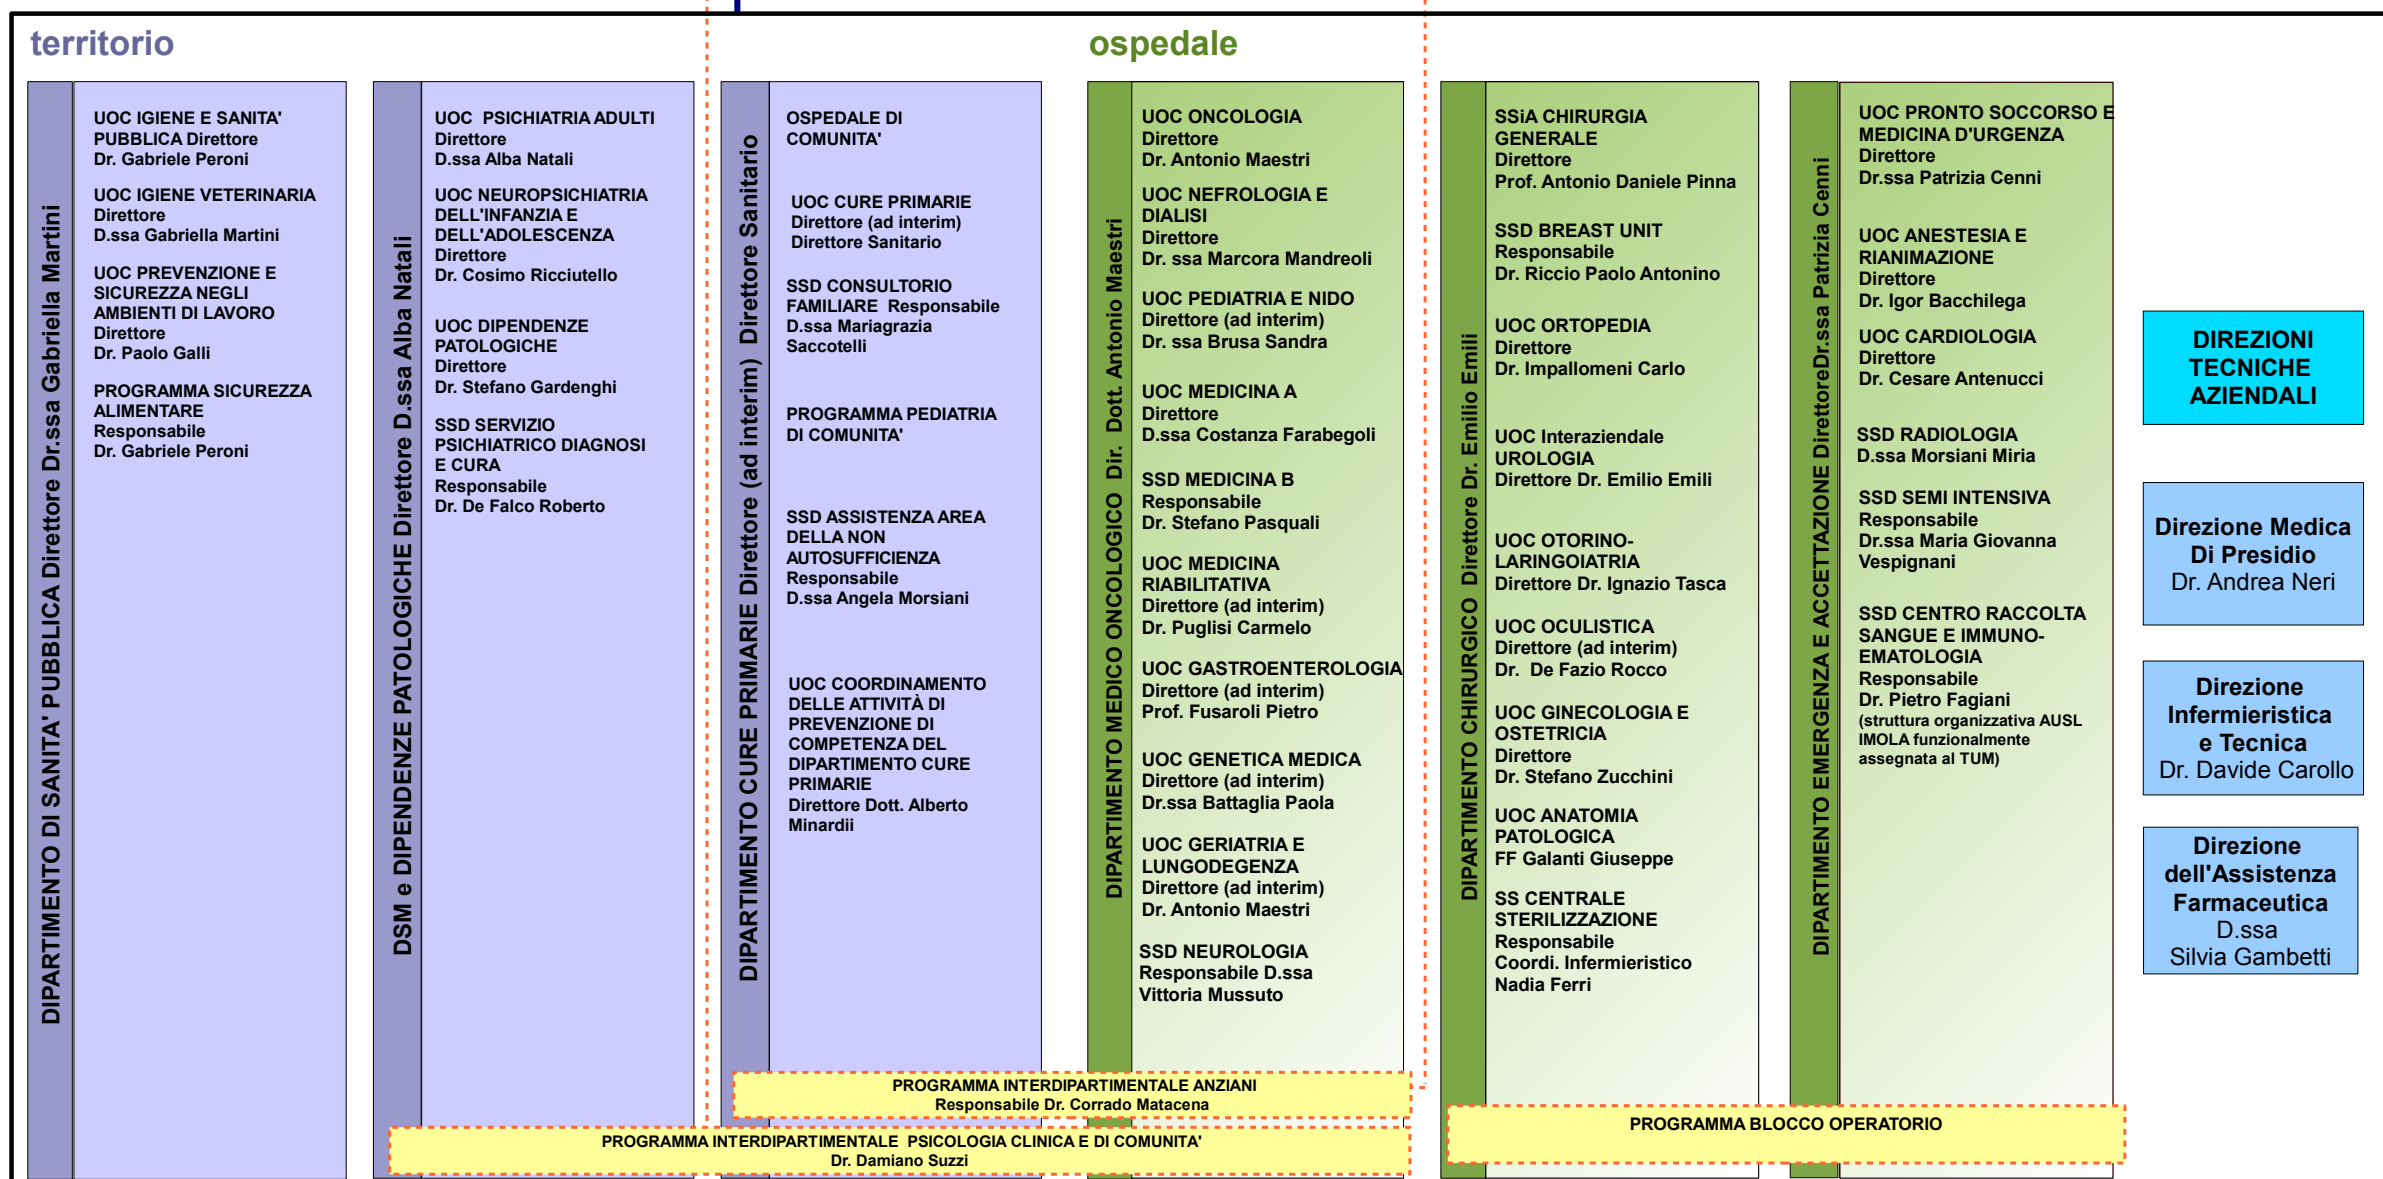 territorio
ospedale
DIPARTIMENTO DI SANITA' PUBBLICA Direttore Dr.ssa Gabriella Martini
UOC IGIENE E SANITA'
PUBBLICA Direttore
Dr. Gabriele Peroni
UOC IGIENE VETERINARIA
Direttore
D.ssa Gabriella Martini
UOC PREVENZIONE E
SICUREZZA NEGLI
AMBIENTI DI LAVORO
Direttore
Dr. Paolo Galli
PROGRAMMA SICUREZZA
ALIMENTARE
Responsabile
Dr. Gabriele Peroni
DSM e DIPENDENZE PATOLOGICHE Direttore D.ssa Alba Natali
UOC PSICHIATRIA ADULTI
Direttore
D.ssa Alba Natali
UOC NEUROPSICHIATRIA
DELL'INFANZIA E
DELL'ADOLESCENZA
Direttore
Dr. Cosimo Ricciutello
UOC DIPENDENZE
PATOLOGICHE
Direttore
Dr. Stefano Gardenghi
SSD SERVIZIO
PSICHIATRICO DIAGNOSI
E CURA
Responsabile
Dr. De Falco Roberto
DIPARTIMENTO CURE PRIMARIE Direttore (ad interim) Direttore Sanitario
OSPEDALE DI
COMUNITA'
UOC CURE PRIMARIE
Direttore (ad interim)
Direttore Sanitario
SSD CONSULTORIO
FAMILIARE Responsabile
D.ssa Mariagrazia
Saccotelli
PROGRAMMA PEDIATRIA
DI COMUNITA'
SSD ASSISTENZA AREA
DELLA NON
AUTOSUFFICIENZA
Responsabile
D.ssa Angela Morsiani
UOC COORDINAMENTO
DELLE ATTIVITÀ DI
PREVENZIONE DI
COMPETENZA DEL
DIPARTIMENTO CURE
PRIMARIE
Direttore Dott. Alberto
Minardii
DIPARTIMENTO MEDICO ONCOLOGICO Dir. Dott. Antonio Maestri
UOC ONCOLOGIA
Direttore
Dr. Antonio Maestri
UOC NEFROLOGIA E
DIALISI
Direttore
Dr. ssa Marcora Mandreoli
UOC PEDIATRIA E NIDO
Direttore (ad interim)
Dr. ssa Brusa Sandra
UOC MEDICINA A
Direttore
D.ssa Costanza Farabegoli
SSD MEDICINA B
Responsabile
Dr. Stefano Pasquali
UOC MEDICINA
RIABILITATIVA
Direttore (ad interim)
Dr. Puglisi Carmelo
UOC GASTROENTEROLOGIA
Direttore (ad interim)
Prof. Fusaroli Pietro
UOC GENETICA MEDICA
Direttore (ad interim)
Dr.ssa Battaglia Paola
UOC GERIATRIA E
LUNGODEGENZA
Direttore (ad interim)
Dr. Antonio Maestri
SSD NEUROLOGIA
Responsabile D.ssa
Vittoria Mussuto
DIPARTIMENTO CHIRURGICO Direttore Dr. Emilio Emili
SSiA CHIRURGIA
GENERALE
Direttore
Prof. Antonio Daniele Pinna
SSD BREAST UNIT
Responsabile
Dr. Riccio Paolo Antonino
UOC ORTOPEDIA
Direttore
Dr. Impallomeni Carlo
UOC Interaziendale
UROLOGIA
Direttore Dr. Emilio Emili
UOC OTORINO-
LARINGOIATRIA
Direttore Dr. Ignazio Tasca
UOC OCULISTICA
Direttore (ad interim)
Dr. De Fazio Rocco
UOC GINECOLOGIA E
OSTETRICIA
Direttore
Dr. Stefano Zucchini
UOC ANATOMIA
PATOLOGICA
FF Galanti Giuseppe
SS CENTRALE
STERILIZZAZIONE
Responsabile
Coordi. Infermieristico
Nadia Ferri
DIPARTIMENTO EMERGENZA E ACCETTAZIONE DirettoreDr.ssa Patrizia Cenni
UOC PRONTO SOCCORSO E
MEDICINA D'URGENZA
Direttore
Dr.ssa Patrizia Cenni
UOC ANESTESIA E
RIANIMAZIONE
Direttore
Dr. Igor Bacchilega
UOC CARDIOLOGIA
Direttore
Dr. Cesare Antenucci
SSD RADIOLOGIA
D.ssa Morsiani Miria
SSD SEMI INTENSIVA
Responsabile
Dr.ssa Maria Giovanna
Vespignani
SSD CENTRO RACCOLTA
SANGUE E IMMUNO-
EMATOLOGIA
Responsabile
Dr. Pietro Fagiani
(struttura organizzativa AUSL
IMOLA funzionalmente
assegnata al TUM)
DIREZIONI
TECNICHE
AZIENDALI
Direzione Medica
Di Presidio
Dr. Andrea Neri
Direzione
Infermieristica
e Tecnica
Dr. Davide Carollo
Direzione
dell'Assistenza
Farmaceutica
D.ssa
Silvia Gambetti
PROGRAMMA INTERDIPARTIMENTALE ANZIANI
Responsabile Dr. Corrado Matacena
PROGRAMMA INTERDIPARTIMENTALE PSICOLOGIA CLINICA E DI COMUNITA'
Dr. Damiano Suzzi
PROGRAMMA BLOCCO OPERATORIO